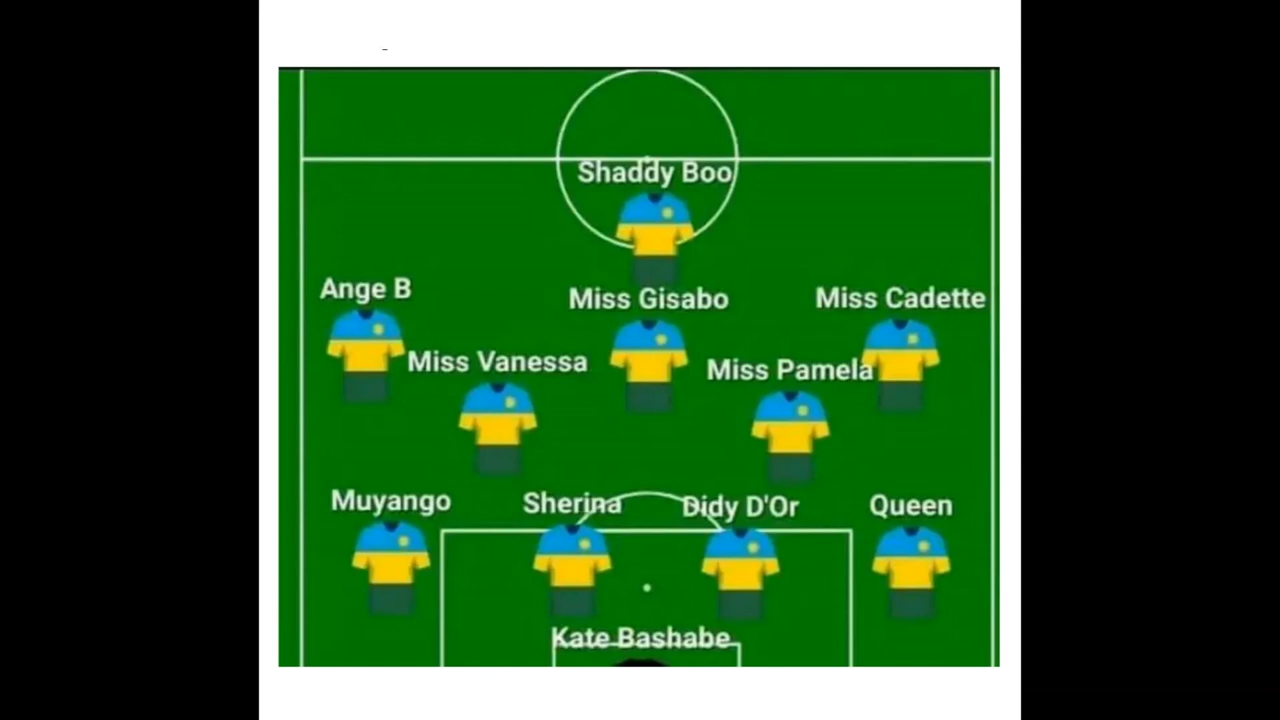 Shaddy Boo
Ange B
Miss Gisabo
Miss Cadette
Miss Vanessa
Miss Pamela
Muyango
Sherina
Didy D'Or
Queen
Kate Bashabe